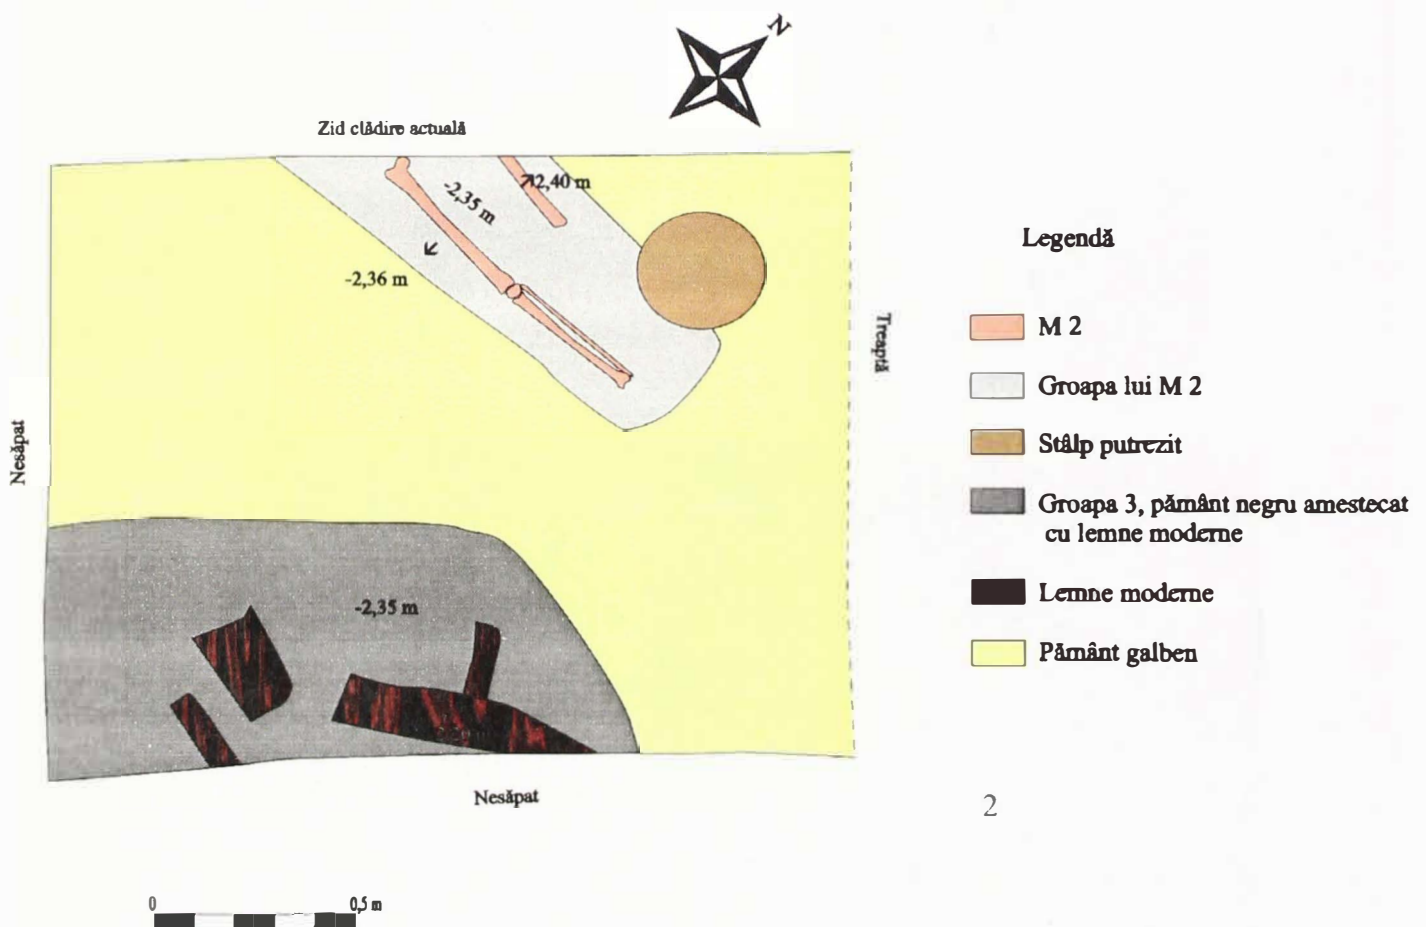 N
Zid clădire actuală
-2,35 m
2,40 m
-2,36 m
Treaptă
Nesăpat
-2,35 m
Nesăpat
Legendă
M 2
Groapa lui M 2
Stâlp putrezit
Groapa 3, pământ negru amestecat
cu lemne moderne
Lemne moderne
Pământ galben
2
0 0,5 m